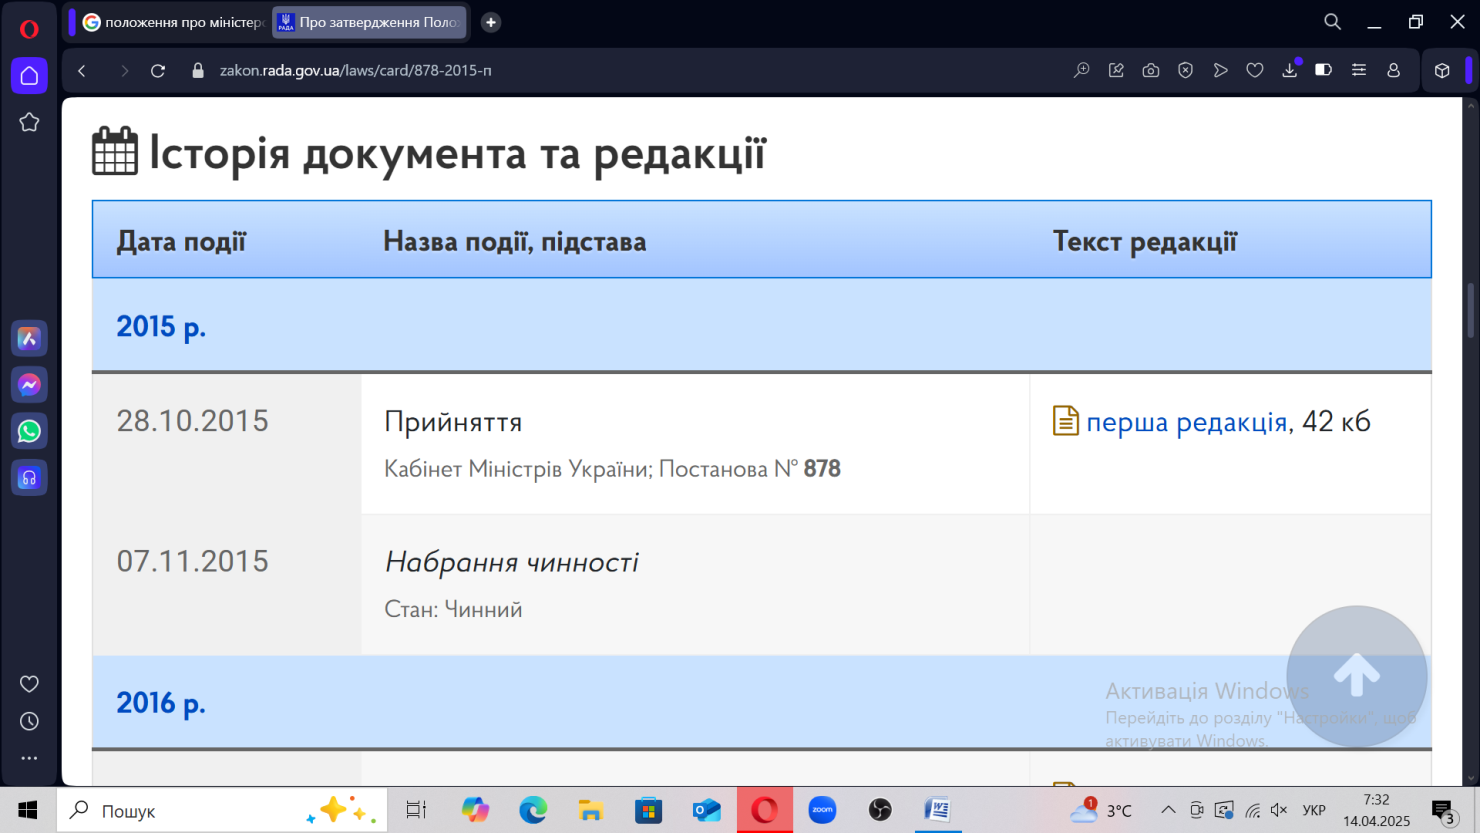 положення про міністер
Про затвердження Поло
zakon.rada.gov.ua/laws/card/878-2015-п
Історія документа та редакції
Дата події Назва події, підстава Текст редакції
2015 р.
28.10.2015 Прийняття перша редакція, 42 кб
Кабінет Міністрів України; Постанова № 878
07.11.2015 Набрання чинності
Стан: Чинний
2016 р.
Активація Windows
Перейдіть до розділу "Настройки", щоб
активувати Windows.
Пошук
zoom
1
3°C
УКР
7:32
14.04.2025
3